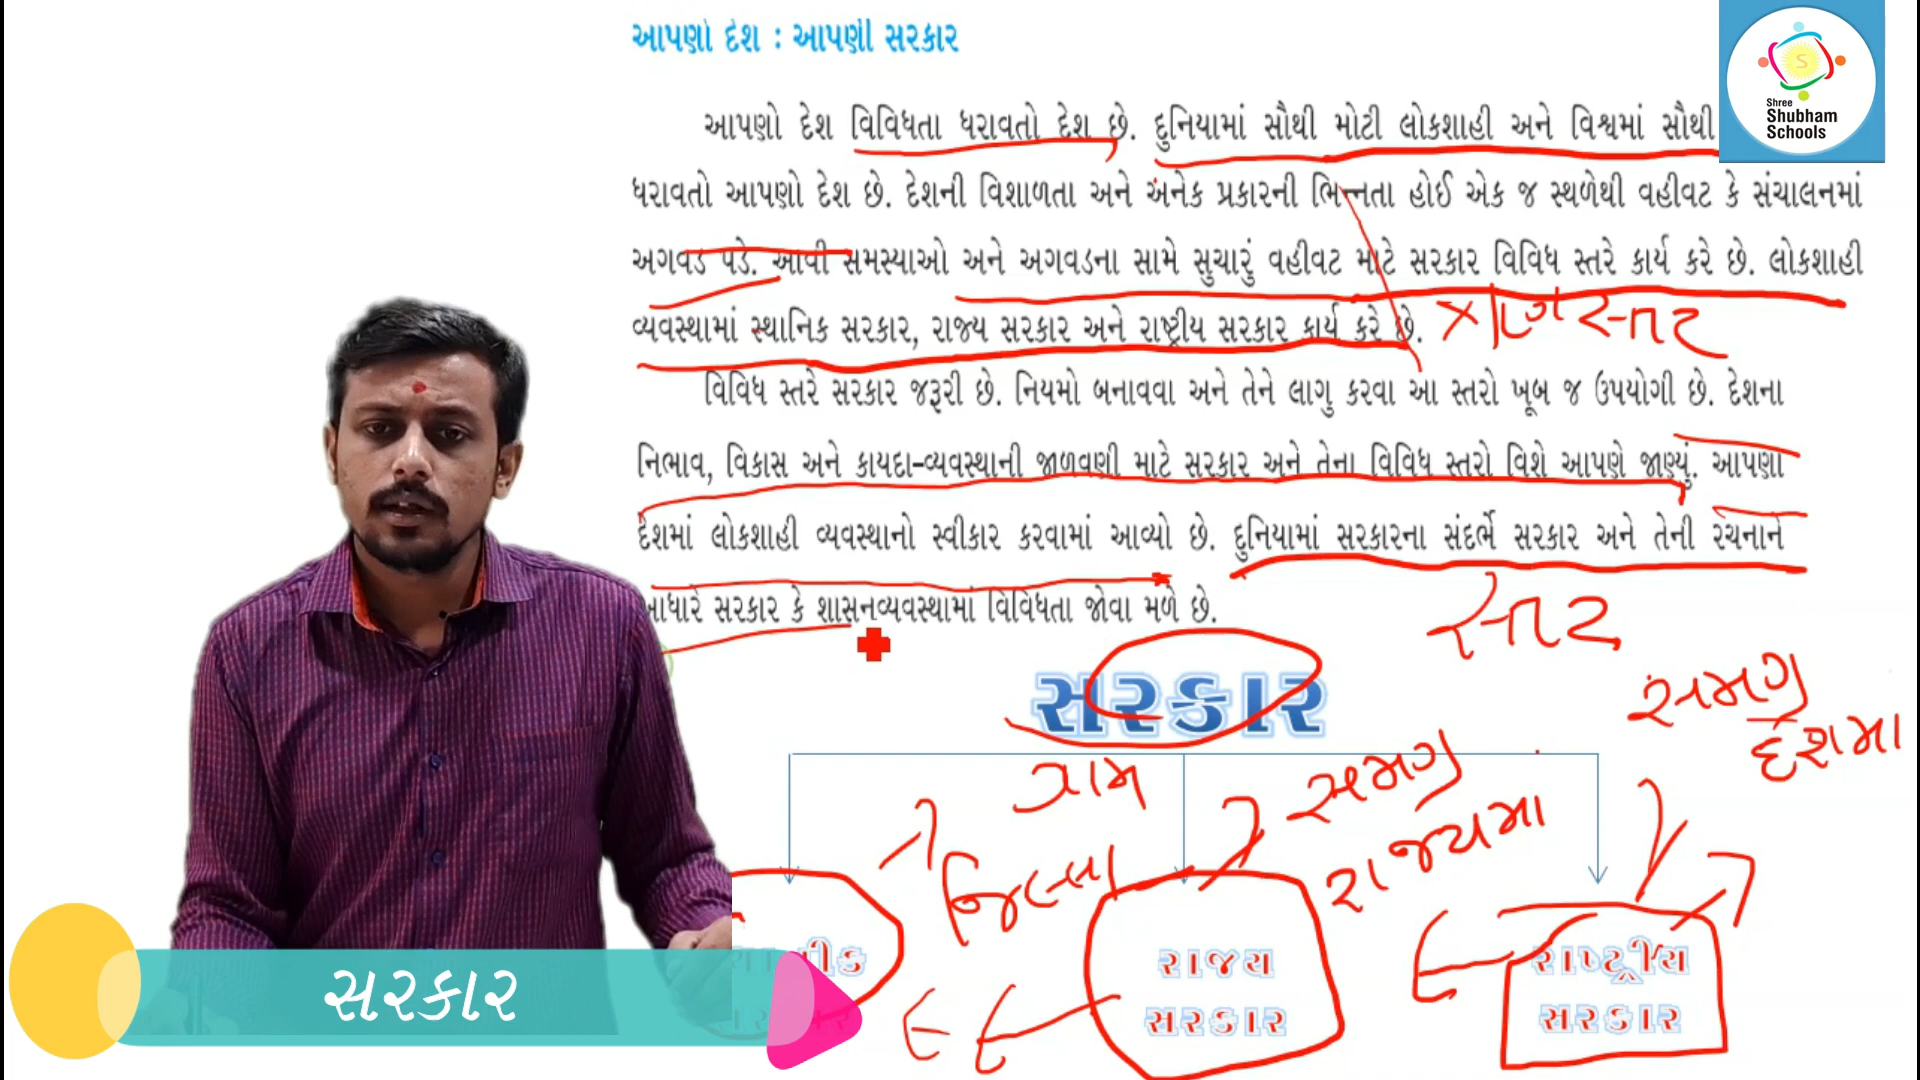 આપણો દેશ : આપણી સરકાર
Shree
Shubham
Schools
આપણો દેશ વિવિધતા ધરાવતો દેશ છે. દુનિયામાં સૌથી મોટી લોકશાહી અને વિશ્વમાં સૌથી
ધરાવતો આપણો દેશ છે. દેશની વિશાળતા અને અનેક પ્રકારની ભિન્નતા હોઈ એક જ સ્થળેથી વહીવટ કે સંચાલનમાં
અગવડ પડે. આવી સમસ્યાઓ અને અગવડના સામે સુચારું વહીવટ માટે સરકાર વિવિધ સ્તરે કાર્ય કરે છે. લોકશાહી
વ્યવસ્થામાં સ્થાનિક સરકાર, રાજ્ય સરકાર અને રાષ્ટ્રીય સરકાર કાર્ય કરે છે.
સ્તર
વિવિધ સ્તરે સરકાર જરૂરી છે. નિયમો બનાવવા અને તેને લાગુ કરવા આ સ્તરો ખૂબ જ ઉપયોગી છે. દેશના
નિભાવ, વિકાસ અને કાયદા-વ્યવસ્થાની જાળવણી માટે સરકાર અને તેના વિવિધ સ્તરો વિશે આપણે જાણ્યું. આપણા
દેશમાં લોકશાહી વ્યવસ્થાનો સ્વીકાર કરવામાં આવ્યો છે. દુનિયામાં સરકારના સંદર્ભે સરકાર અને તેની રચનાને
આધારે સરકાર કે શાસનવ્યવસ્થામાં વિવિધતા જોવા મળે છે.
સ્તર
સરકાર
સમગ્ર
દેશમા
ગ્રામ
જિલ્લા
સમગ્ર
રાજ્યમા
રાજય
સરકાર
રાષ્ટ્રીય
સરકાર
સરકાર